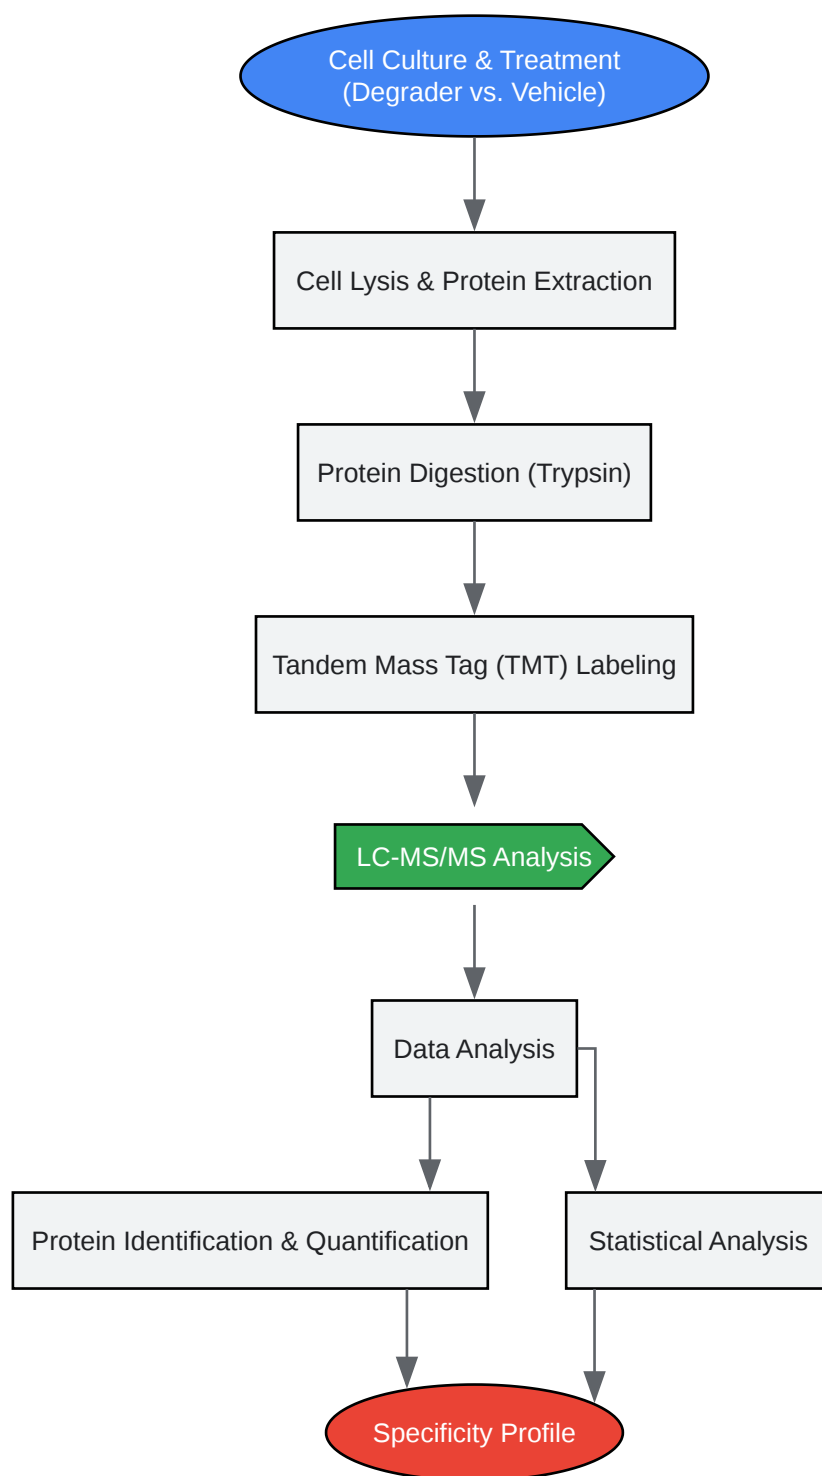 Cell Culture & Treatment
(Degrader vs. Vehicle)
Cell Lysis & Protein Extraction
Protein Digestion (Trypsin)
Tandem Mass Tag (TMT) Labeling
LC-MS/MS Analysis
Data Analysis
Protein Identification & Quantification
Statistical Analysis
Specificity Profile